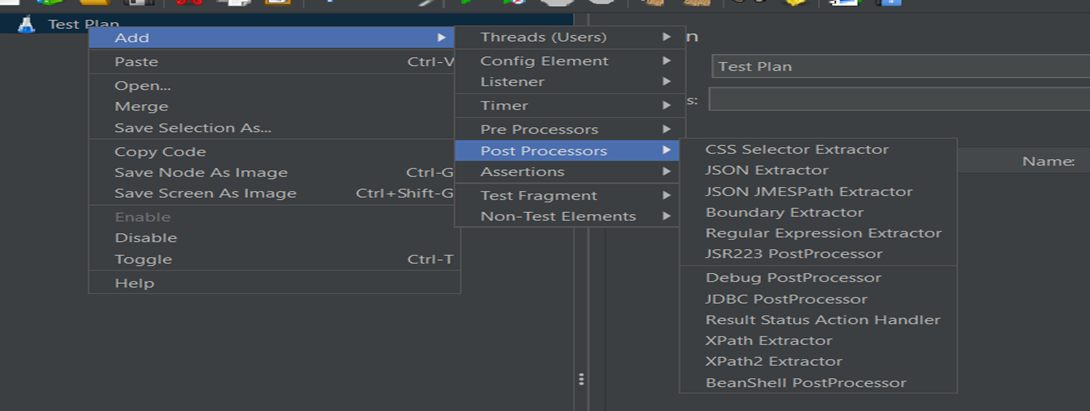 Test Plan
Add
Paste Ctrl-V
Open...
Merge
Save Selection As...
Copy Code
Save Node As Image Ctrl-G
Save Screen As Image Ctrl+Shift-G
Enable
Disable
Toggle Ctrl-T
Help
Threads (Users)
Config Element
Listener
Timer
Pre Processors
Post Processors
Assertions
Test Fragment
Non-Test Elements
CSS Selector Extractor
JSON Extractor
JSON JMESPath Extractor
Boundary Extractor
Regular Expression Extractor
JSR223 PostProcessor
Debug PostProcessor
JDBC PostProcessor
Result Status Action Handler
XPath Extractor
XPath2 Extractor
BeanShell PostProcessor
n
Test Plan
s:
Name: